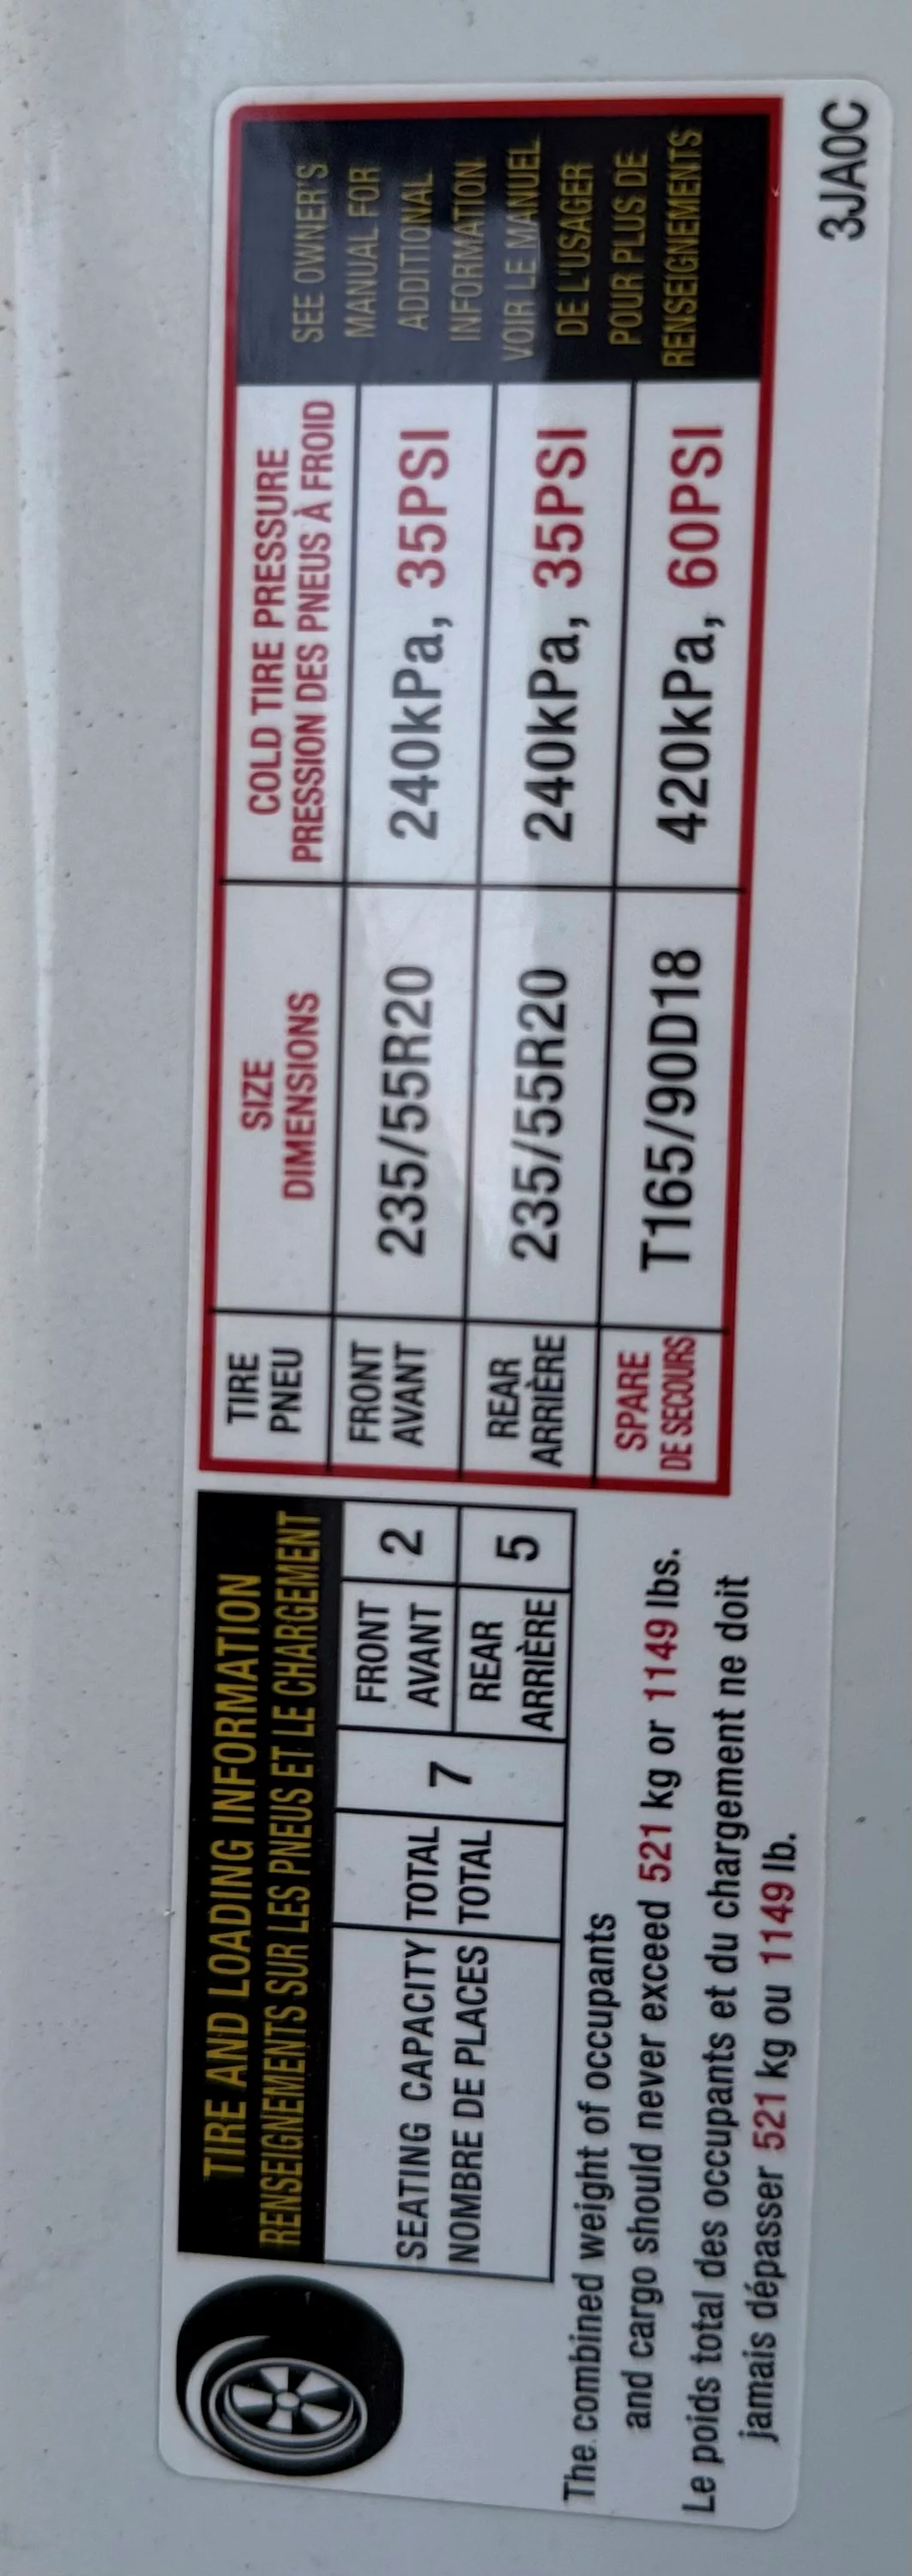 TIRE AND LOADING INFORMATION
RENSEIGNEMENTS SUR LES PNEUS ET LE CHARGEMENT
SEATING CAPACITY TOTAL 7 FRONT AVANT 2
NOMBRE DE PLACES TOTAL REAR ARRIÈRE 5
The combined weight of occupants
and cargo should never exceed 521 kg or 1149 lbs.
Le poids total des occupants et du chargement ne doit
jamais dépasser 521 kg ou 1149 lb.
TIRE SIZE COLD TIRE PRESSURE
PNEU DIMENSIONS PRESSION DES PNEUS À FROID
FRONT AVANT 235/55R20 240kPa, 35PSI
REAR ARRIÈRE 235/55R20 240kPa, 35PSI
SPARE DE SECOURS T165/90D18 420kPa, 60PSI
SEE OWNER'S
MANUAL FOR
ADDITIONAL
INFORMATION
VOIR LE MANUEL
DE L'USAGER
POUR PLUS DE
RENSEIGNEMENTS
3JA0C